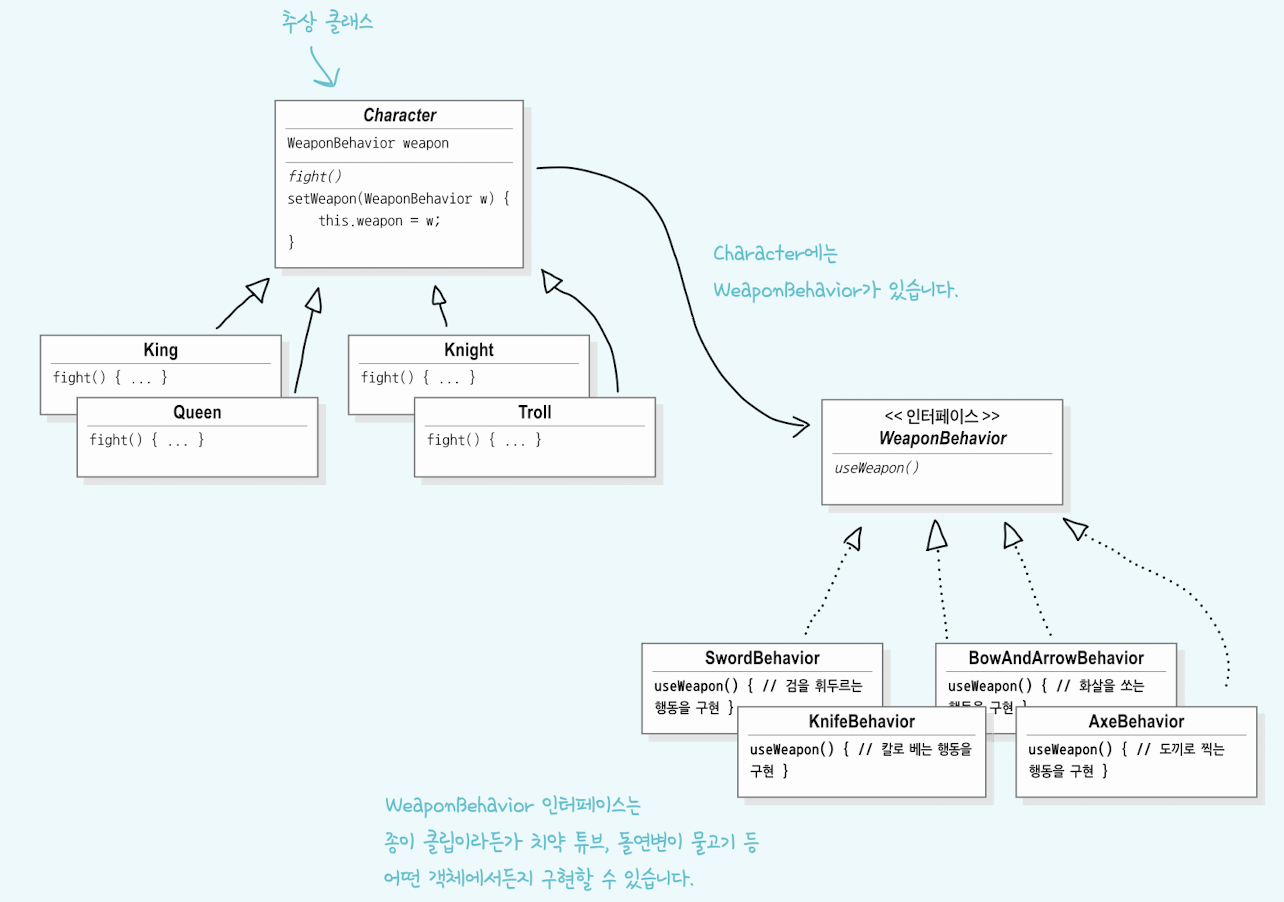 추상 클래스
Character
WeaponBehavior weapon
fight()
setWeapon(WeaponBehavior w) {
this.weapon = w;
}
Character에는
WeaponBehavior가 있습니다.
King
fight() { ... }
Queen
fight() { ... }
Knight
fight() { ... }
Troll
fight() { ... }
<< 인터페이스 >>
WeaponBehavior
useWeapon()
SwordBehavior
useWeapon() { // 검을 휘두르는
행동을 구현 }
KnifeBehavior
useWeapon() { // 칼로 베는 행동을
구현 }
BowAndArrowBehavior
useWeapon() { // 화살을 쏘는
행동을 구현 }
AxeBehavior
useWeapon() { // 도끼로 찍는
행동을 구현 }
WeaponBehavior 인터페이스는
종이 클립이라든가 치약 튜브, 돌연변이 물고기 등
어떤 객체에서든지 구현할 수 있습니다.